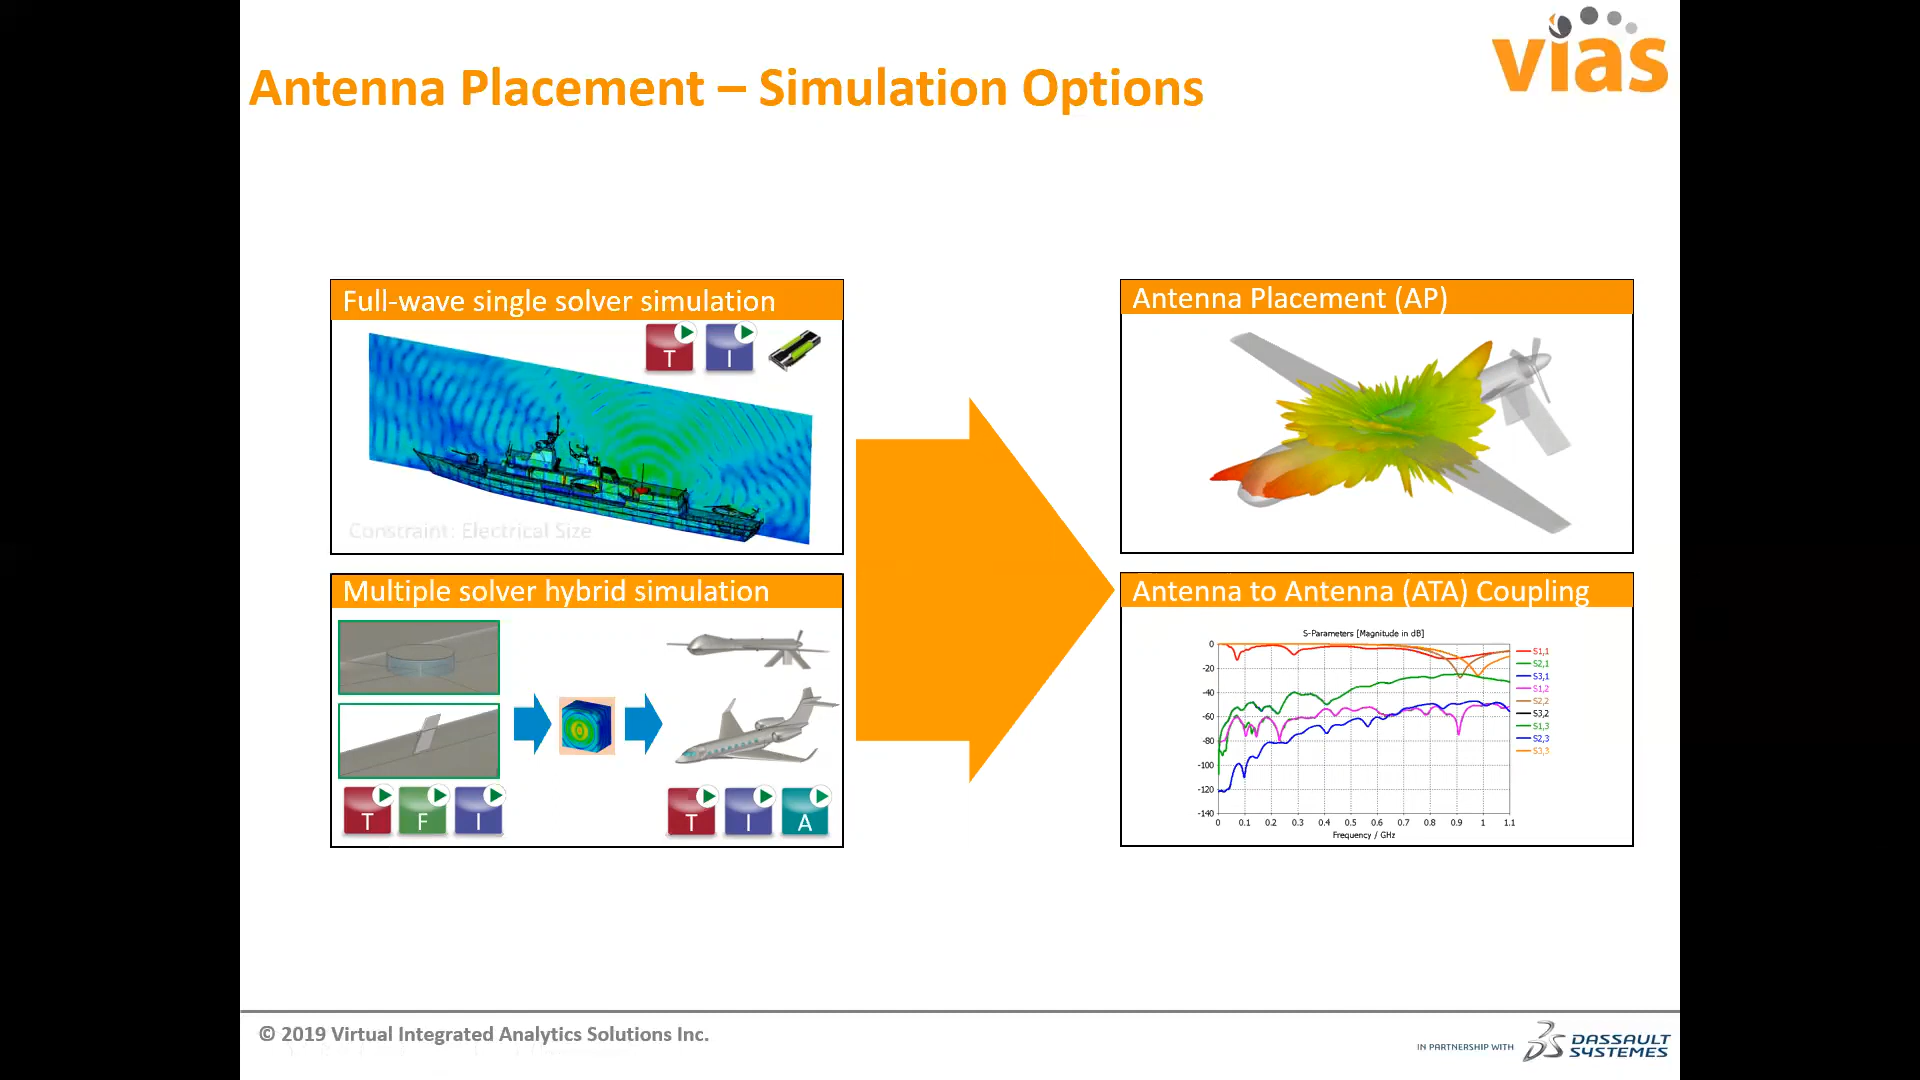 vias
Antenna Placement – Simulation Options
Full-wave single solver simulation
T I
Constraint: Electrical Size
Multiple solver hybrid simulation
T F I
T I A
Antenna Placement (AP)
Antenna to Antenna (ATA) Coupling
S-Parameters [Magnitude in dB]
0
-20
-40
-60
-80
-100
-120
-140
0 0.1 0.2 0.3 0.4 0.5 0.6 0.7 0.8 0.9 1 1.1
Frequency / GHz
S1,1
S2,1
S3,1
S1,2
S2,2
S3,2
S1,3
S2,3
S3,3
© 2019 Virtual Integrated Analytics Solutions Inc.
IN PARTNERSHIP WITH
DASSAULT
SYSTEMES